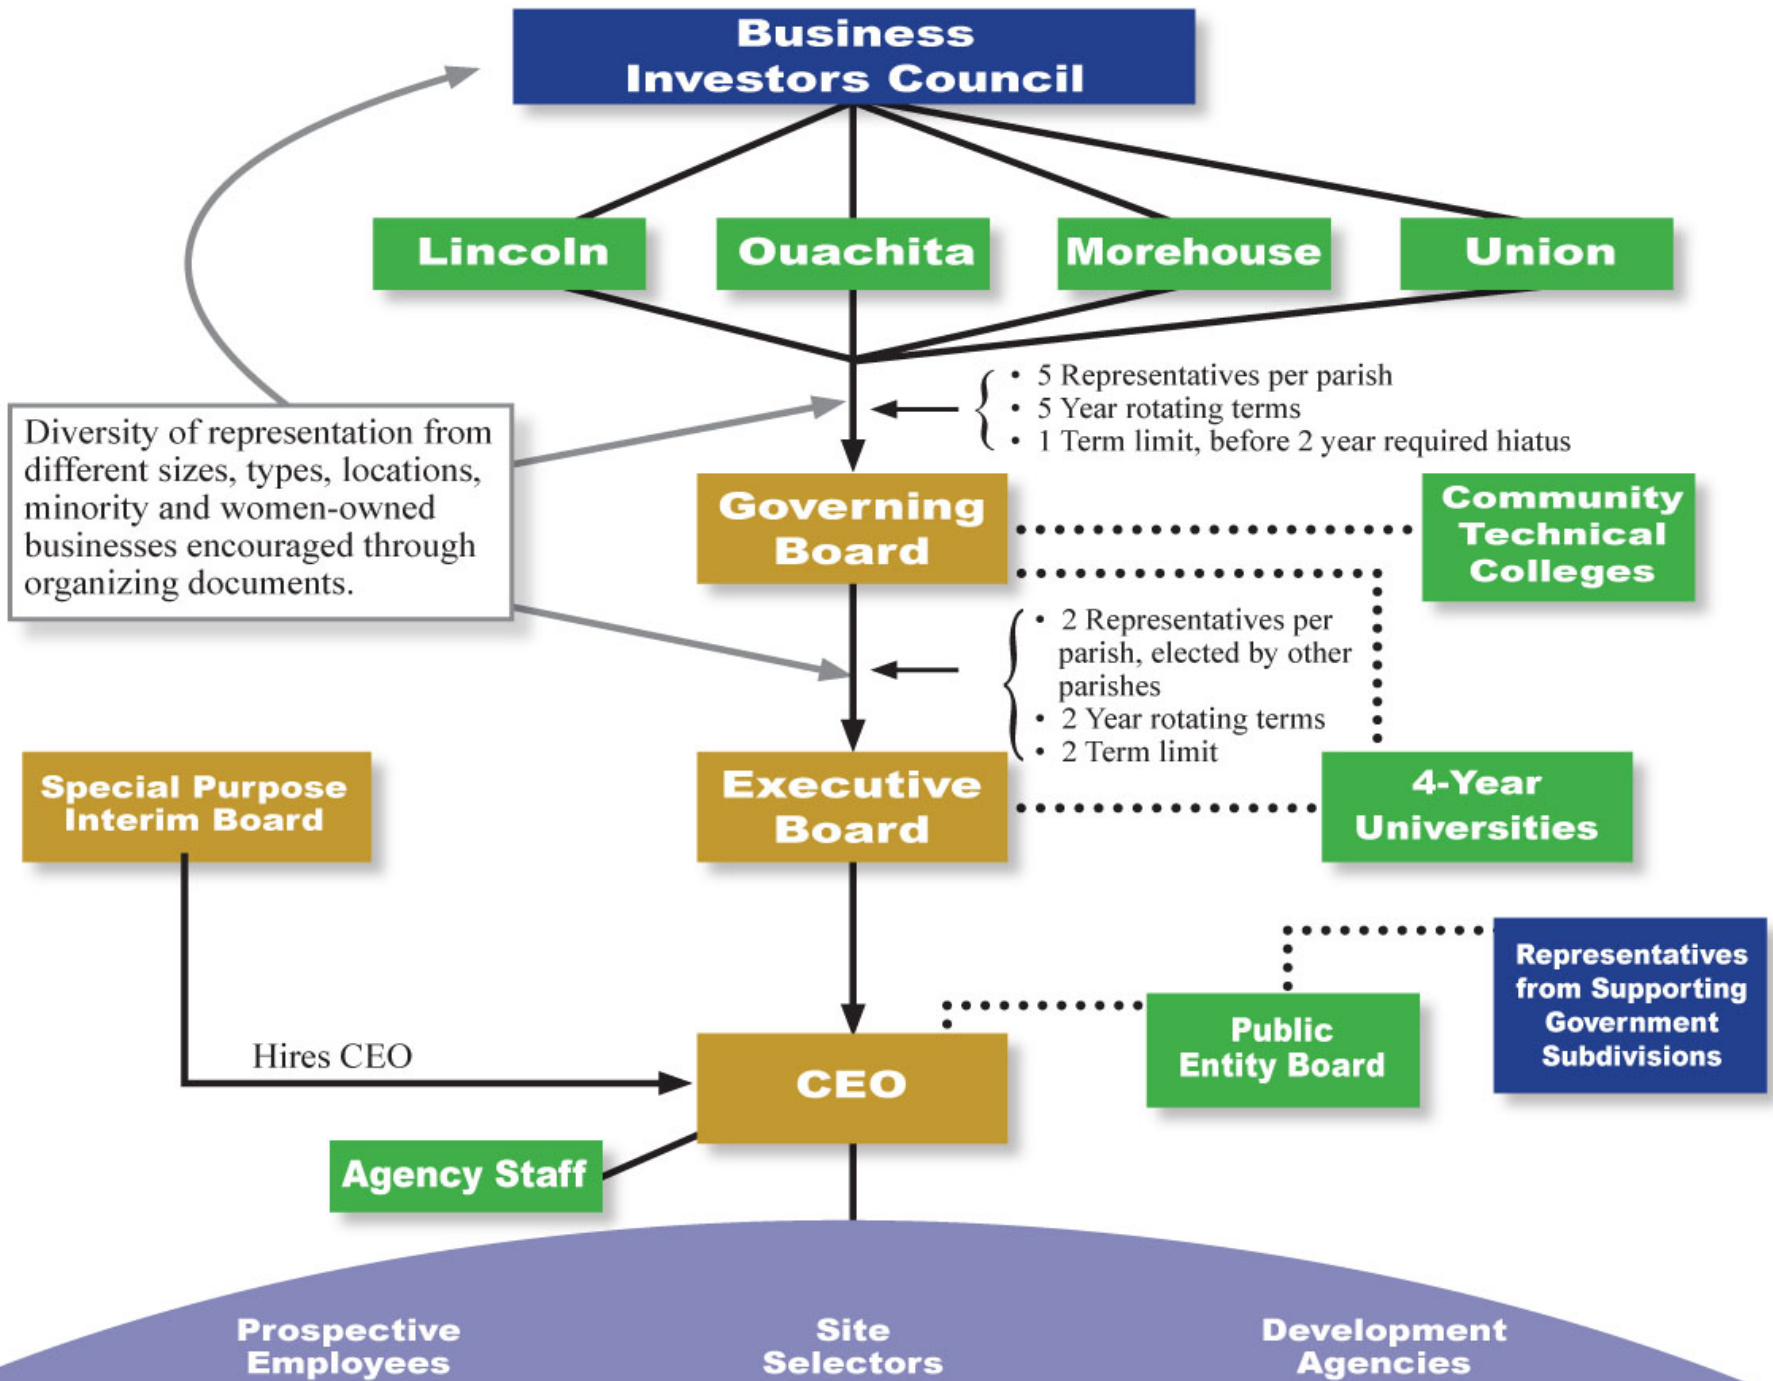 Business
Investors Council
Lincoln
Ouachita
Morehouse
Union
• 5 Representatives per parish
• 5 Year rotating terms
• 1 Term limit, before 2 year required hiatus
Diversity of representation from
different sizes, types, locations,
minority and women-owned
businesses encouraged through
organizing documents.
Governing
Board
Community
Technical
Colleges
• 2 Representatives per
parish, elected by other
parishes
• 2 Year rotating terms
• 2 Term limit
Special Purpose
Interim Board
Executive
Board
4-Year
Universities
Representatives
from Supporting
Government
Subdivisions
Public
Entity Board
Hires CEO
CEO
Agency Staff
Prospective
Employees
Site
Selectors
Development
Agencies